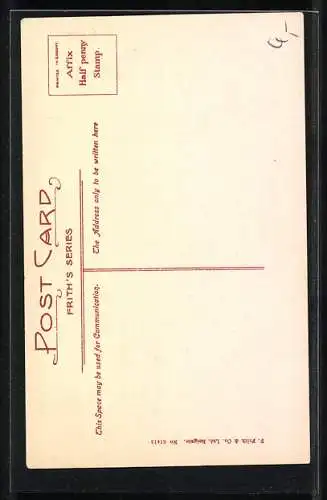 POST CARD
FRITH'S SERIES
This Space may be used for Communication.
The Address only to be written here
Affix
Half penny
Stamp.
F. Frith & Co. Ltd. Reigate. No